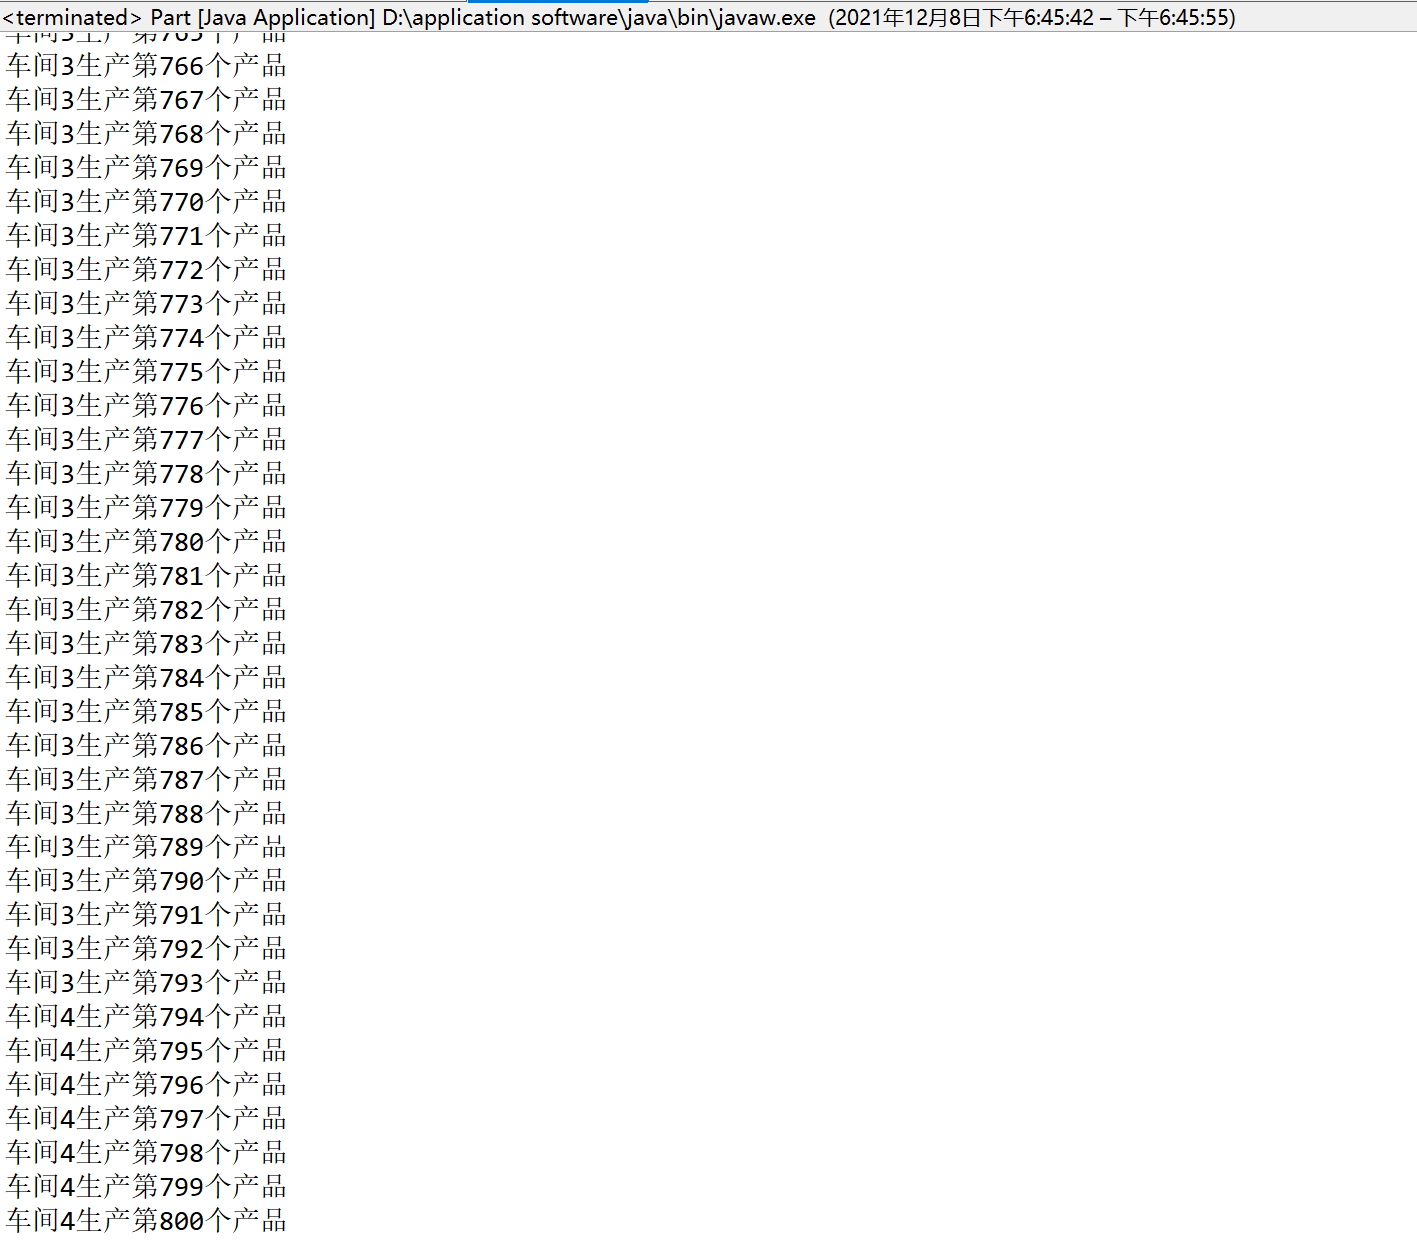 <terminated> Part [Java Application] D:\application software\java\bin\javaw.exe  (2021年12月8日下午6:45:42 – 下午6:45:55)
车间3生产第765个产品
车间3生产第766个产品
车间3生产第767个产品
车间3生产第768个产品
车间3生产第769个产品
车间3生产第770个产品
车间3生产第771个产品
车间3生产第772个产品
车间3生产第773个产品
车间3生产第774个产品
车间3生产第775个产品
车间3生产第776个产品
车间3生产第777个产品
车间3生产第778个产品
车间3生产第779个产品
车间3生产第780个产品
车间3生产第781个产品
车间3生产第782个产品
车间3生产第783个产品
车间3生产第784个产品
车间3生产第785个产品
车间3生产第786个产品
车间3生产第787个产品
车间3生产第788个产品
车间3生产第789个产品
车间3生产第790个产品
车间3生产第791个产品
车间3生产第792个产品
车间3生产第793个产品
车间4生产第794个产品
车间4生产第795个产品
车间4生产第796个产品
车间4生产第797个产品
车间4生产第798个产品
车间4生产第799个产品
车间4生产第800个产品